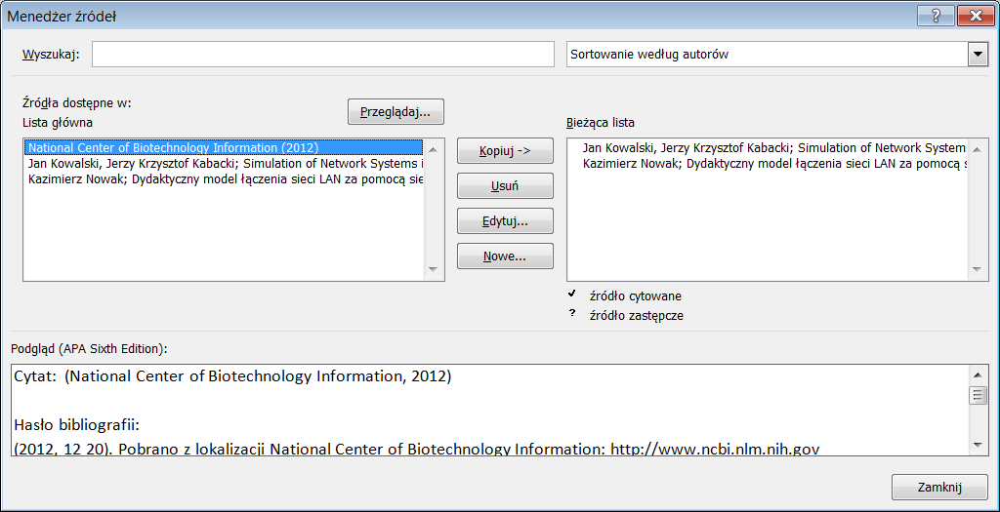 Menedżer źródeł
Wyszukaj:
Sortowanie według autorów
Źródła dostępne w:
Lista główna
Przeglądaj...
Bieżąca lista
National Center of Biotechnology Information (2012)
Jan Kowalski, Jerzy Krzysztof Kabacki; Simulation of Network Systems i
Kazimierz Nowak; Dydaktyczny model łączenia sieci LAN za pomocą sie
Kopiuj ->
Usuń
Edytuj...
Nowe...
Jan Kowalski, Jerzy Krzysztof Kabacki; Simulation of Network Systems
Kazimierz Nowak; Dydaktyczny model łączenia sieci LAN za pomocą s
źródło cytowane
? źródło zastępcze
Podgląd (APA Sixth Edition):
Cytat: (National Center of Biotechnology Information, 2012)
Hasło bibliografii:
(2012, 12 20). Pobrano z lokalizacji National Center of Biotechnology Information: http://www.ncbi.nlm.nih.gov
Zamknij